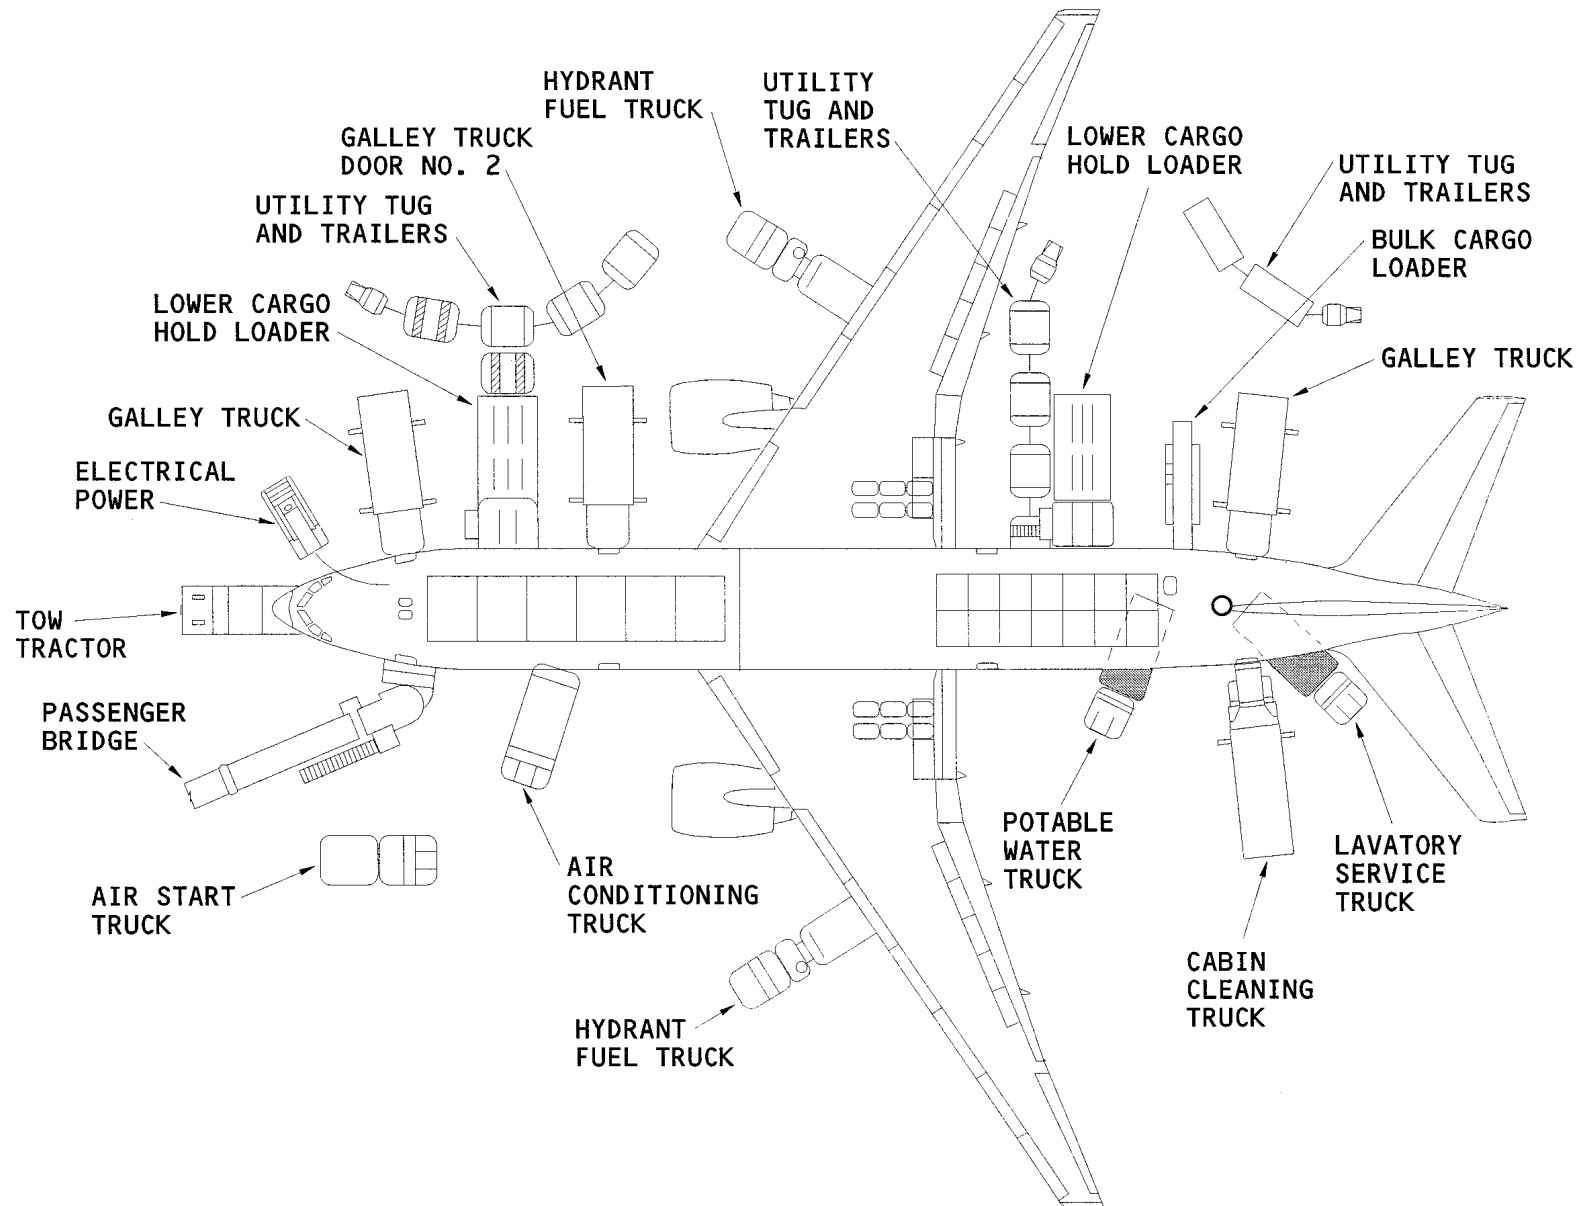 HYDRANT
FUEL TRUCK
UTILITY
TUG AND
TRAILERS
GALLEY TRUCK
DOOR NO. 2
LOWER CARGO
HOLD LOADER
UTILITY TUG
AND TRAILERS
UTILITY TUG
AND TRAILERS
BULK CARGO
LOADER
LOWER CARGO
HOLD LOADER
GALLEY TRUCK
GALLEY TRUCK
ELECTRICAL
POWER
TOW
TRACTOR
PASSENGER
BRIDGE
AIR START
TRUCK
AIR
CONDITIONING
TRUCK
POTABLE
WATER
TRUCK
LAVATORY
SERVICE
TRUCK
CABIN
CLEANING
TRUCK
HYDRANT
FUEL TRUCK